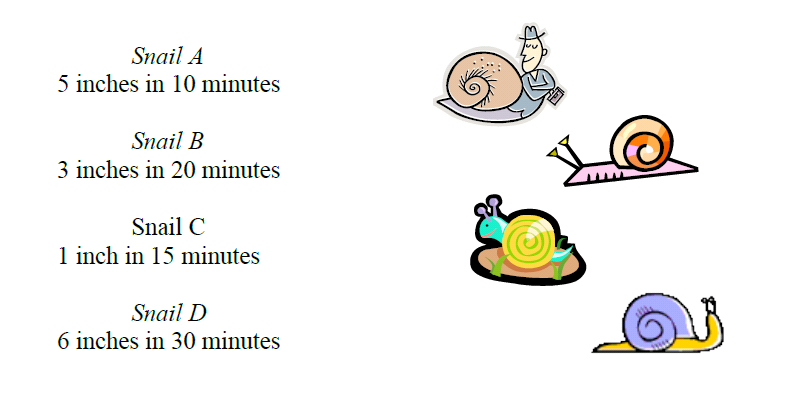 Snail A
5 inches in 10 minutes
Snail B
3 inches in 20 minutes
Snail C
1 inch in 15 minutes
Snail D
6 inches in 30 minutes